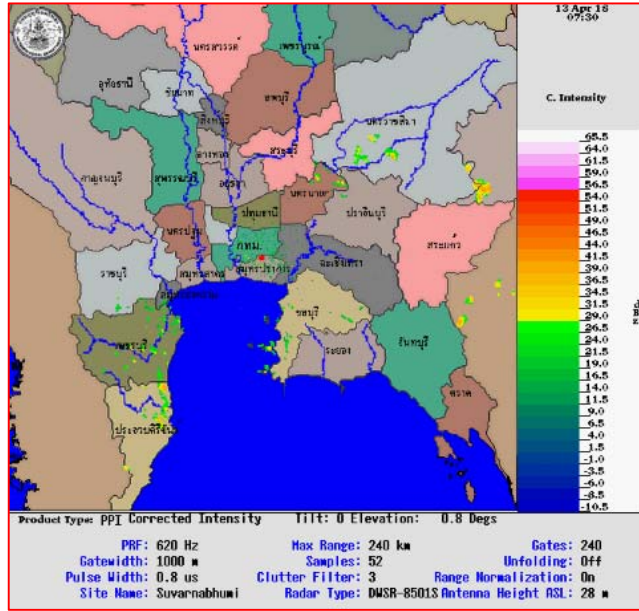 13 Apr 16
07:30
C. Intensity
นครสวรรค์
เพชรบูรณ์
อุทัยธานี
ชัยนาท
ลพบุรี
สิงห์บุรี
นครราชสีมา
อ่างทอง
สระบุรี
กาญจนบุรี
สุพรรณบุรี
อยุธยา
นครนายก
ปราจีนบุรี
ปทุมธานี
นครปฐม
กทม.
สระแก้ว
ฉะเชิงเทรา
ราชบุรี
สมุทรสาคร
สมุทรปราการ
ชลบุรี
เพชรบุรี
ระยอง
จันทบุรี
ตราด
ประจวบคีรีขันธ์
65.5
64.0
61.5
59.0
56.5
54.0
51.5
49.0
46.5
44.0
41.5
39.0
36.5
34.0
31.5
29.0
26.5
24.0
21.5
19.0
16.5
14.0
11.5
9.0
6.5
4.0
1.5
-1.0
-3.5
-6.0
-8.5
-10.5
Product Type: PPI Corrected Intensity Tilt: 0 Elevation: 0.8 Degs
PRF: 620 Hz Max Range: 240 km Gates: 240
Gatewidth: 1000 m Samples: 52 Unfolding: Off
Pulse Width: 0.8 us Clutter Filter: 3 Range Normalization: On
Site Name: Suvarnabhumi Radar Type: DWSR-8501S Antenna Height ASL: 28 m